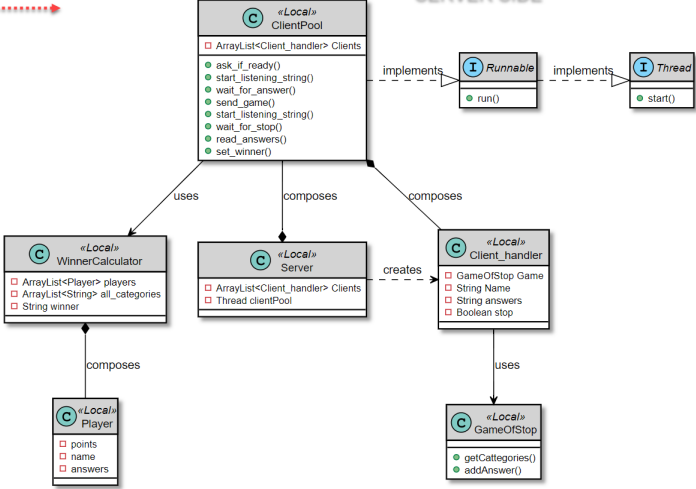 SERVER SIDE
«Local»
ClientPool
ArrayList<Client_handler> Clients
ask_if_ready()
start_listening_string()
wait_for_answer()
send_game()
start_listening_string()
wait_for_stop()
read_answers()
set_winner()
implements
I Runnable
run()
implements
I Thread
start()
uses
composes
composes
C «Local»
WinnerCalculator
ArrayList<Player> players
ArrayList<String> all_categories
String winner
C «Local»
Server
ArrayList<Client_handler> Clients
Thread clientPool
creates
C «Local»
Client_handler
GameOfStop Game
String Name
String answers
Boolean stop
composes
uses
C «Local»
Player
points
name
answers
C «Local»
GameOfStop
getCattegories()
addAnswer()